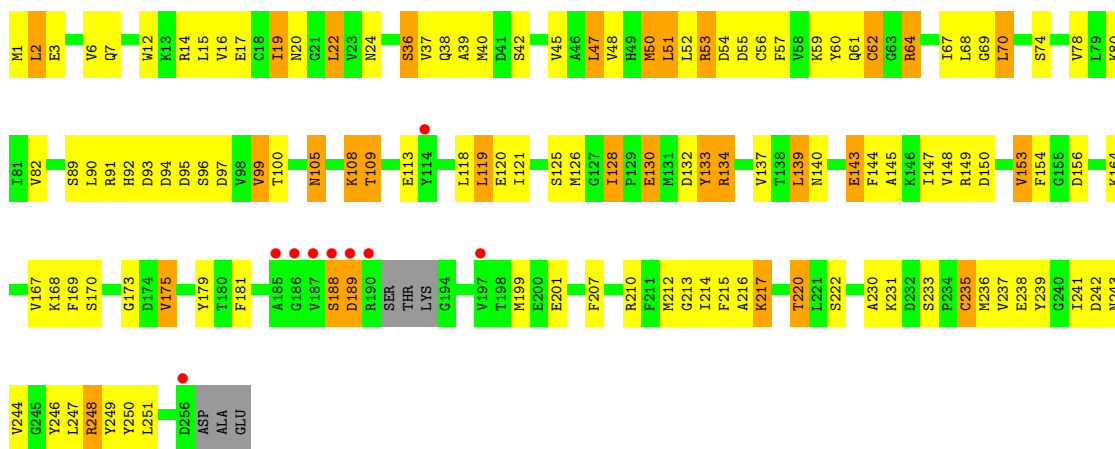 M1 L2 E3 V6 Q7 W12 K13 R14 L15 V16 E17 C18 I19 N20 G21 L22 V23 N24 S36 V37 Q38 A39 M40 D41 S42 V45 A46 L47 V48 H49 M50 L51 L52 R53 D54 D55 C56 F57 V58 K59 Y60 Q61 C62 G63 R64 I67 L68 G69 L70 S74 V78 L79 K80
I81 V82 S89 L90 R91 H92 D93 D94 D95 S96 D97 V98 V99 T100 N105 K108 T109 E113 Y114 L118 L119 E120 I121 S125 M126 G127 I128 P129 E130 M131 D132 Y133 R134 V137 T138 L139 N140 E143 F144 A145 K146 I147 V148 R149 D150 V153 F154 G155 D156 K164
V167 K168 F169 S170 G173 D174 V175 Y179 T180 F181 A185 G186 V187 S188 D189 R190 SER THR LYS G194 V197 T198 M199 E200 E201 F207 R210 F211 M212 G213 I214 F215 A216 K217 T220 L221 S222 A230 K231 D232 S233 P234 C235 M236 V237 E238 Y239 G240 I241 D242 N243
V244 G245 Y246 L247 R248 Y249 Y250 L251 D256 ASP ALA GLU